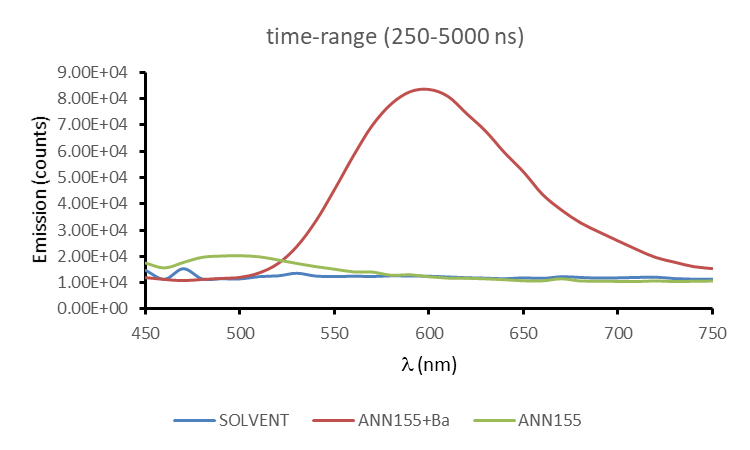 time-range (250-5000 ns)
Emission (counts)
9.00E+04
8.00E+04
7.00E+04
6.00E+04
5.00E+04
4.00E+04
3.00E+04
2.00E+04
1.00E+04
0.00E+00
450 500 550 600 650 700 750
λ (nm)
SOLVENT ANN155+Ba ANN155